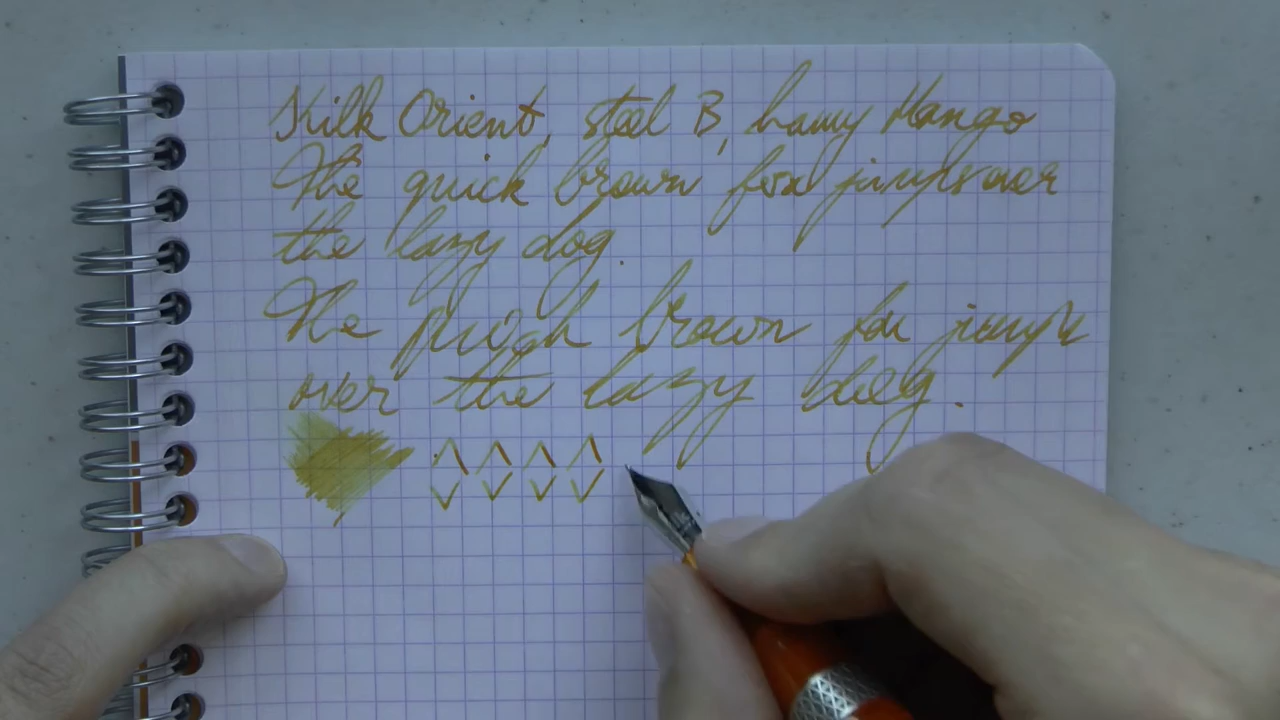 Kilk Orient, steel B, Lamy Mango
The quick brown fox jumps over
the lazy dog.
The quick brown fox jumps
over the lazy dog.